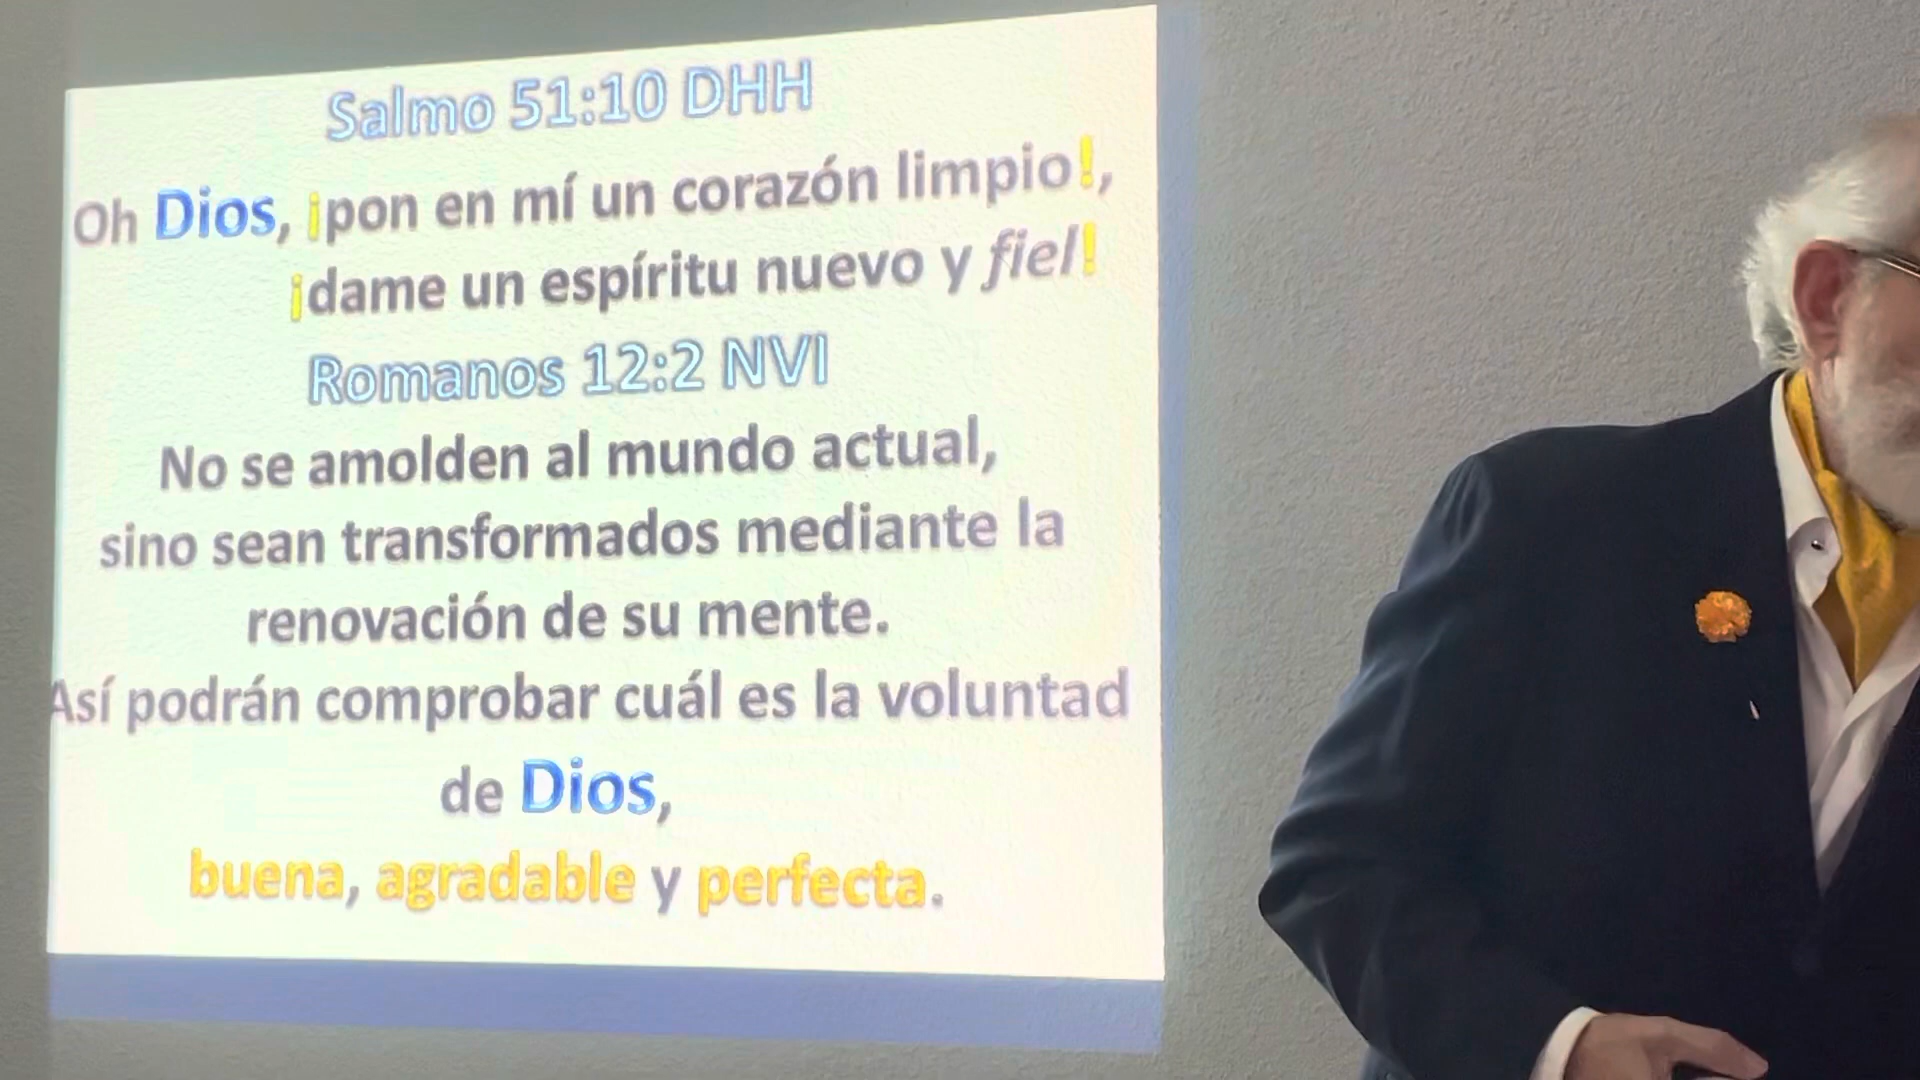 Salmo 51:10 DHH
Oh Dios, ¡pon en mí un corazón limpio!,
¡dame un espíritu nuevo y fiel!
Romanos 12:2 NVI
No se amolden al mundo actual,
sino sean transformados mediante la
renovación de su mente.
Así podrán comprobar cuál es la voluntad
de Dios,
buena, agradable y perfecta.